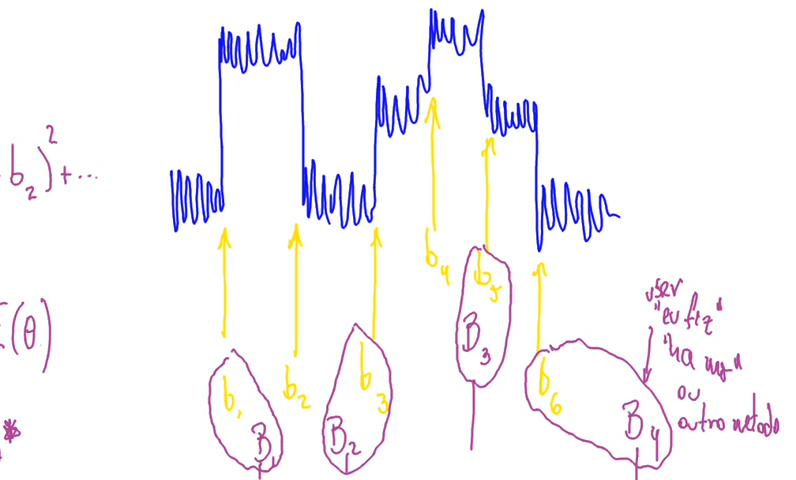 b₂)² + ...
b₄
b₅
(θ)
B₃
user
"eu fiz"
"na mão"
ou
outro método
b₁
b₂
b₃
b₆
B₁
B₂
B₄
*